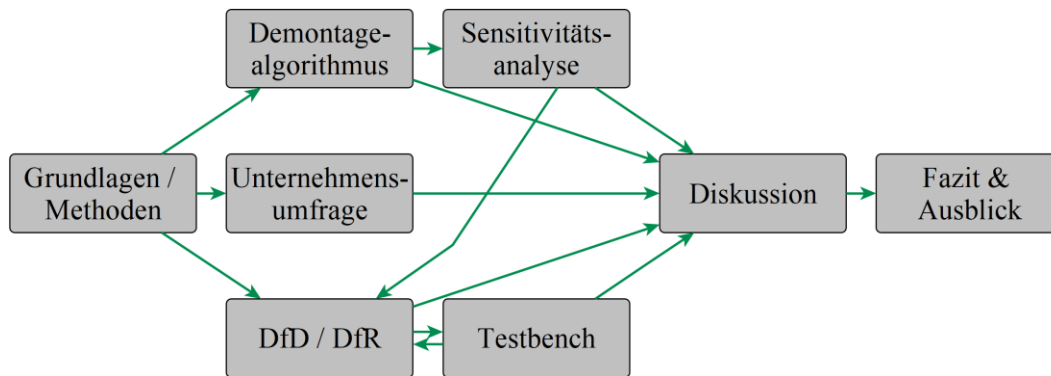 Demontage-
algorithmus
Sensitivitäts-
analyse
Grundlagen /
Methoden
Unternehmens-
umfrage
Diskussion
Fazit &
Ausblick
DfD / DfR
Testbench